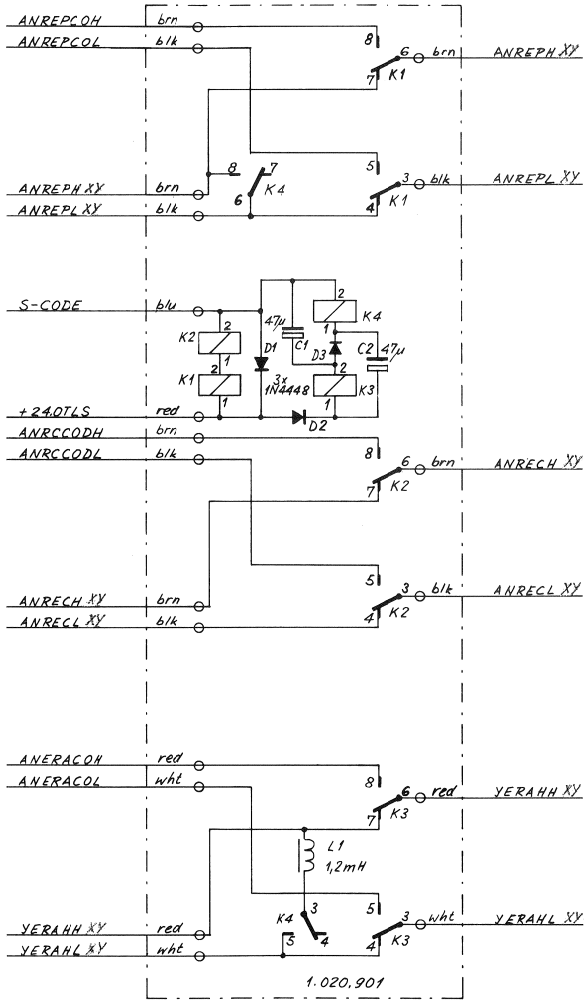 ANREPCOH brn
ANREPCOL blk
8
6 brn ANREPH XY
7 K1
8 7
K4
6
5
3 blk ANREPL XY
4 K1
ANREPH XY brn
ANREPL XY blk
S-CODE blu
2
K2
1
2
K1
1
47µ
C1
D1
3x
1N4448
2
K4
1
D3
C2 47µ
2
K3
1
+24.0TLS red
D2
ANRCCODH brn
ANRCCODL blk
8
6 brn ANRECH XY
7 K2
5
3 blk ANRECL XY
4 K2
ANRECH XY brn
ANRECL XY blk
ANERACOH red
ANERACOL wht
8
6 red YERAHH XY
7 K3
L1
1,2mH
K4 3
5 4
5
3 wht YERAHL XY
4 K3
YERAHH XY red
YERAHL XY wht
1.020.901